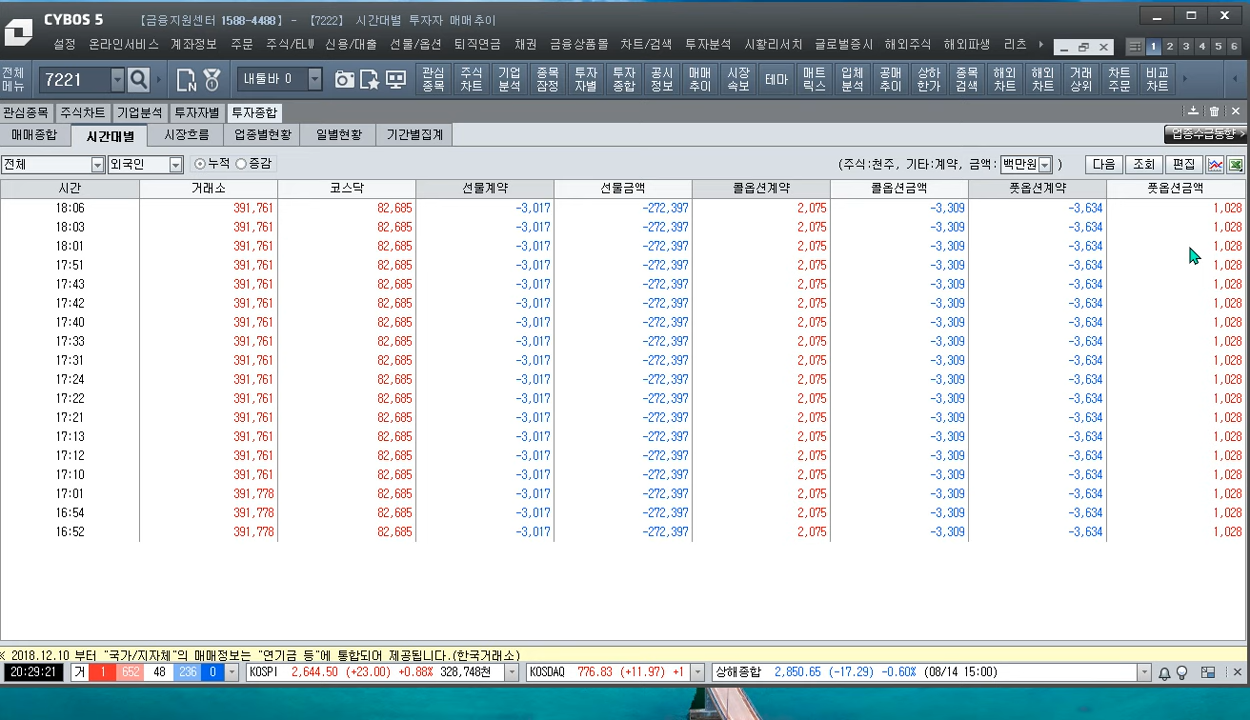 CYBOS 5 【금융지원센터 1588-4488】 - 【7222】 시간대별 투자자 매매추이
설정 온라인서비스 계좌정보 주문 주식/ELW 신용/대출 선물/옵션 퇴직연금 채권 금융상품몰 차트/검색 투자분석 시황리서치 글로벌증시 해외주식 해외파생 리츠 1 2 3 4 5 6
전체메뉴 7221 내툴바 0 관심종목 주식차트 기업분석 종목잠정 투자자별 투자종합 공시정보 매매추이 시장속보 테마 매트릭스 입체분석 공매추이 상하한가 종목검색 해외차트 해외차트 거래상위 차트주문 비교차트
관심종목 주식차트 기업분석 투자자별 투자종합
매매종합 시간대별 시장흐름 업종별현황 일별현황 기간별집계 업종수급동향 >
전체 외국인 누적 증감 (주식:천주, 기타:계약, 금액: 백만원 ) 다음 조회 편집
시간 거래소 코스닥 선물계약 선물금액 콜옵션계약 콜옵션금액 풋옵션계약 풋옵션금액
18:06 391,761 82,685 -3,017 -272,397 2,075 -3,309 -3,634 1,028
18:03 391,761 82,685 -3,017 -272,397 2,075 -3,309 -3,634 1,028
18:01 391,761 82,685 -3,017 -272,397 2,075 -3,309 -3,634 1,028
17:51 391,761 82,685 -3,017 -272,397 2,075 -3,309 -3,634 1,028
17:43 391,761 82,685 -3,017 -272,397 2,075 -3,309 -3,634 1,028
17:42 391,761 82,685 -3,017 -272,397 2,075 -3,309 -3,634 1,028
17:40 391,761 82,685 -3,017 -272,397 2,075 -3,309 -3,634 1,028
17:33 391,761 82,685 -3,017 -272,397 2,075 -3,309 -3,634 1,028
17:31 391,761 82,685 -3,017 -272,397 2,075 -3,309 -3,634 1,028
17:24 391,761 82,685 -3,017 -272,397 2,075 -3,309 -3,634 1,028
17:22 391,761 82,685 -3,017 -272,397 2,075 -3,309 -3,634 1,028
17:21 391,761 82,685 -3,017 -272,397 2,075 -3,309 -3,634 1,028
17:13 391,761 82,685 -3,017 -272,397 2,075 -3,309 -3,634 1,028
17:12 391,761 82,685 -3,017 -272,397 2,075 -3,309 -3,634 1,028
17:10 391,761 82,685 -3,017 -272,397 2,075 -3,309 -3,634 1,028
17:01 391,778 82,685 -3,017 -272,397 2,075 -3,309 -3,634 1,028
16:54 391,778 82,685 -3,017 -272,397 2,075 -3,309 -3,634 1,028
16:52 391,778 82,685 -3,017 -272,397 2,075 -3,309 -3,634 1,028
※ 2018.12.10 부터 "국가/지자체"의 매매정보는 "연기금 등"에 통합되어 제공됩니다.(한국거래소)
20:29:21 거 1 652 48 236 0 KOSPI 2,644.50 (+23.00) +0.88% 328,748천 KOSDAQ 776.83 (+11.97) +1 상해종합 2,850.65 (-17.29) -0.60% (08/14 15:00)